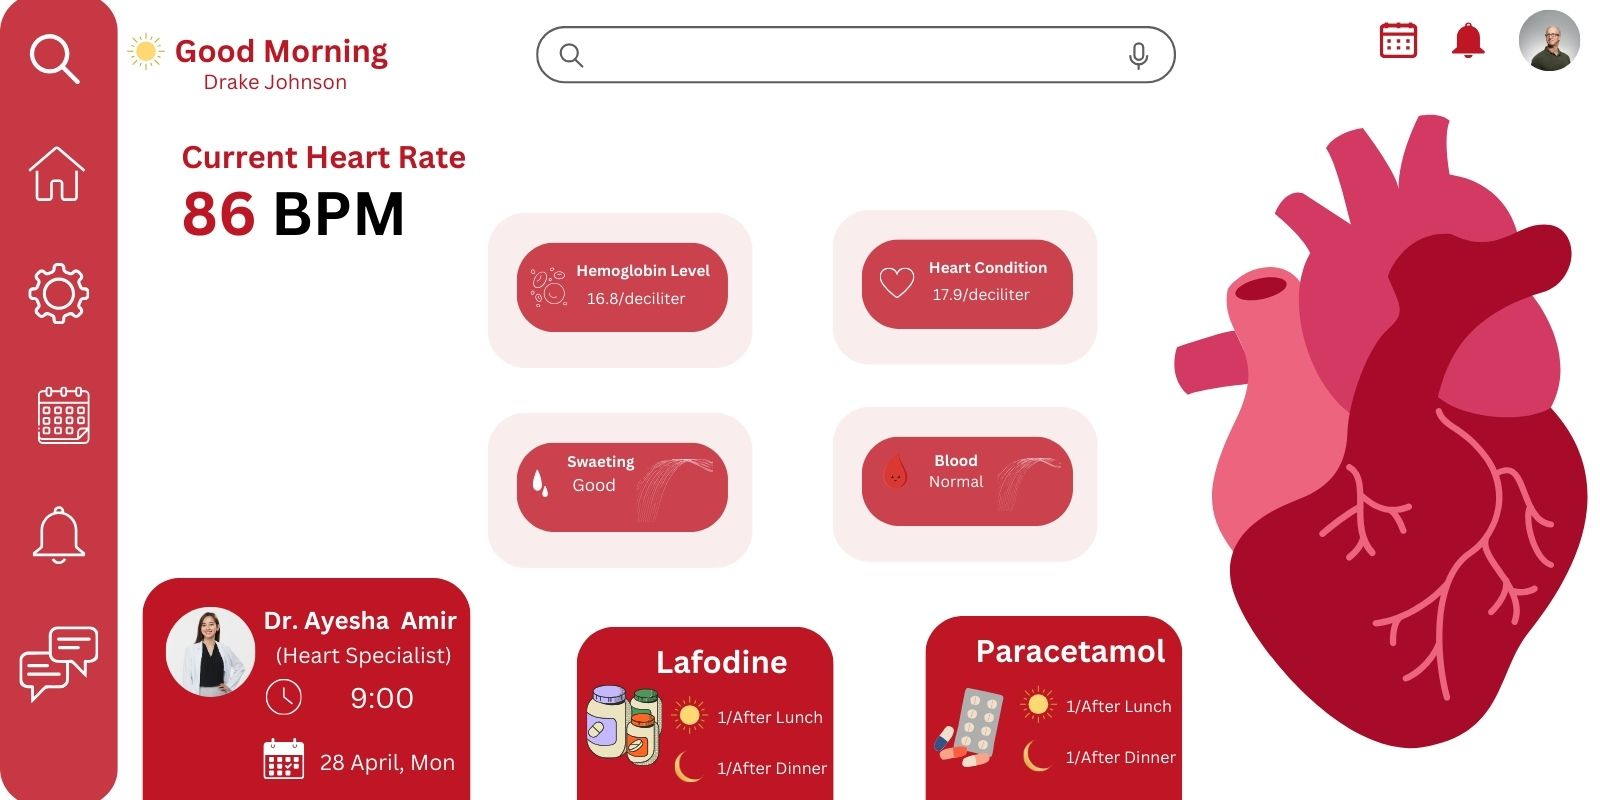 Good Morning
Drake Johnson
Current Heart Rate
86 BPM
Hemoglobin Level
16.8/deciliter
Heart Condition
17.9/deciliter
Swaeting
Good
Blood
Normal
Dr. Ayesha Amir
(Heart Specialist)
9:00
28 April, Mon
Lafodine
1/After Lunch
1/After Dinner
Paracetamol
1/After Lunch
1/After Dinner